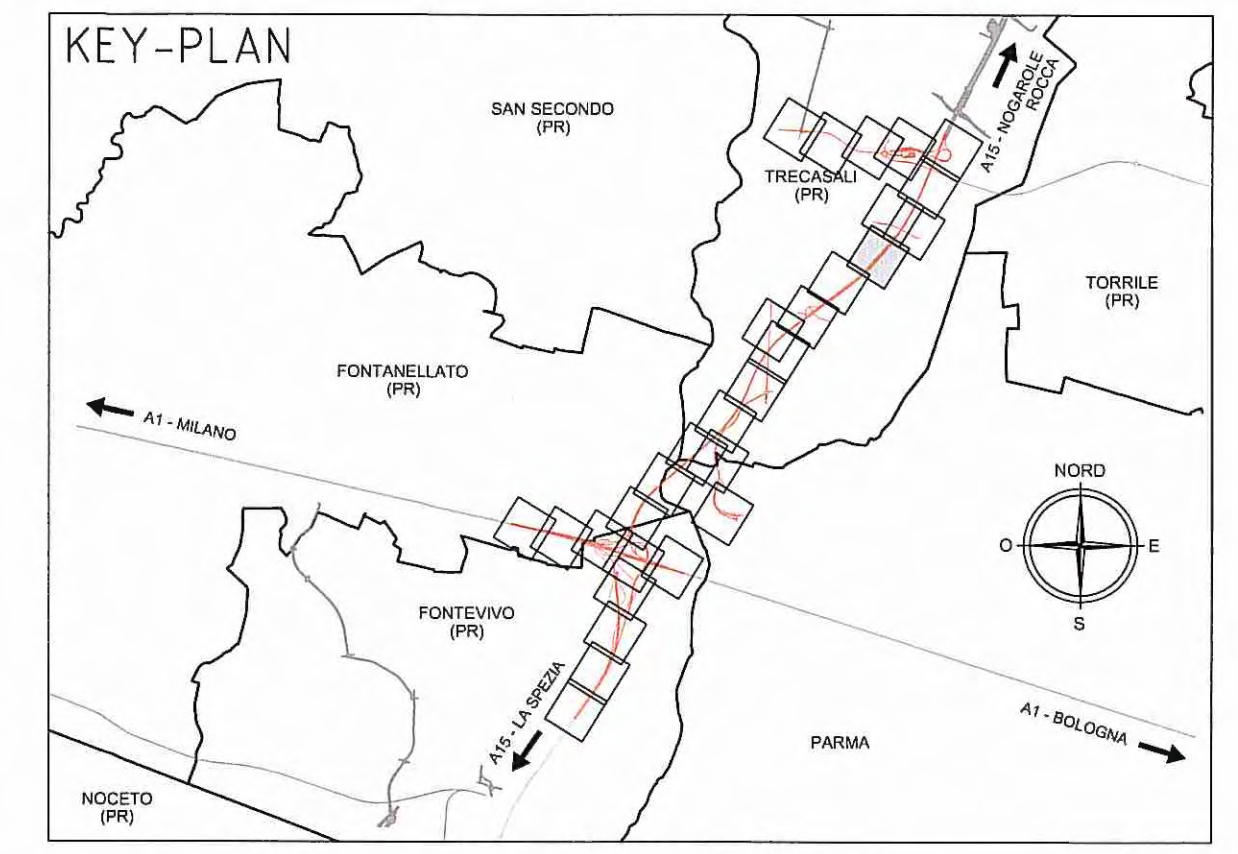 KEY-PLAN
SAN SECONDO
(PR)
A15 - NOGAROLE
ROCCA
TRECASALI
(PR)
TORRILE
(PR)
FONTANELLATO
(PR)
A1 - MILANO
NORD
O
E
S
FONTEVIVO
(PR)
A15 - LA SPEZIA
A1 - BOLOGNA
PARMA
NOCETO
(PR)